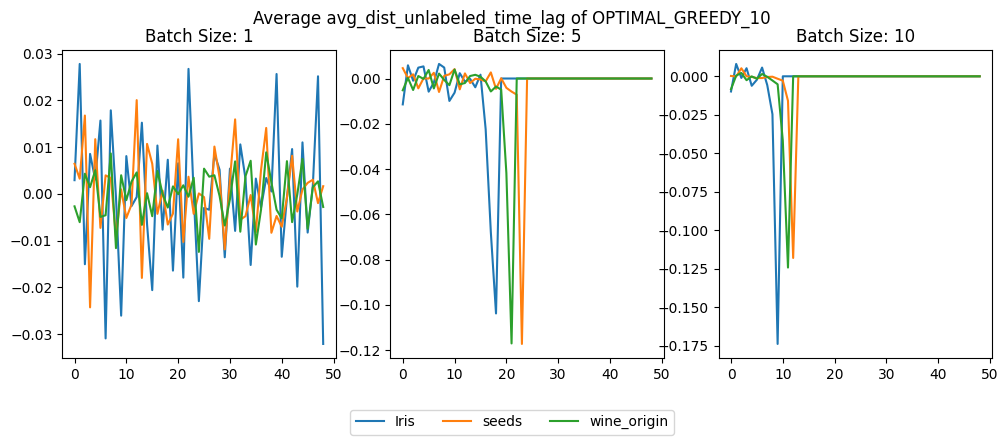 Average avg_dist_unlabeled_time_lag of OPTIMAL_GREEDY_10
Batch Size: 1
Batch Size: 5
Batch Size: 10
0.03
0.02
0.01
0.00
−0.01
−0.02
−0.03
0 10 20 30 40 50
0.00
−0.02
−0.04
−0.06
−0.08
−0.10
−0.12
0 10 20 30 40 50
0.000
−0.025
−0.050
−0.075
−0.100
−0.125
−0.150
−0.175
0 10 20 30 40 50
Iris seeds wine_origin